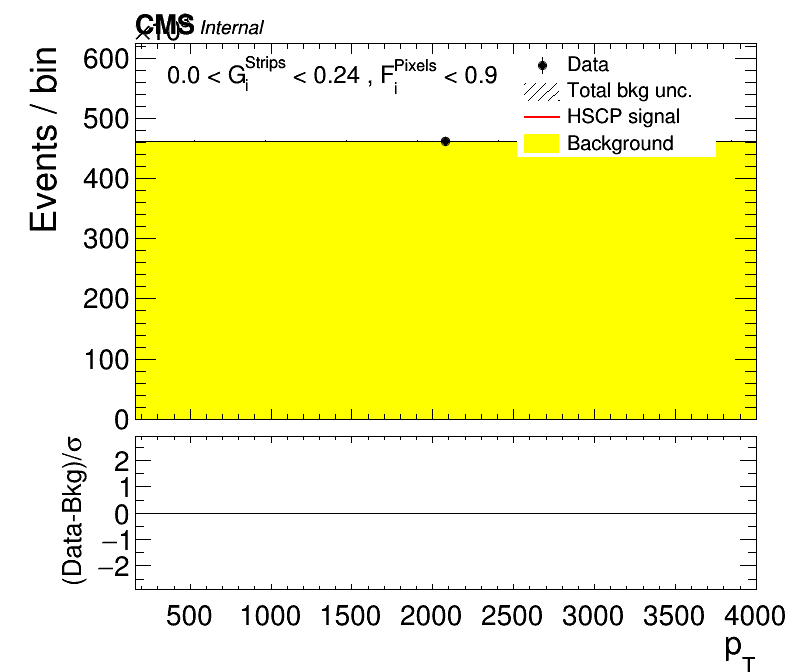 CMS Internal
×10
Events / bin
600
500
400
300
200
100
0
0.0 < G_i^Strips < 0.24 , F_i^Pixels < 0.9
Data
Total bkg unc.
HSCP signal
Background
(Data-Bkg)/σ
2
1
0
−1
−2
500 1000 1500 2000 2500 3000 3500 4000
p_T